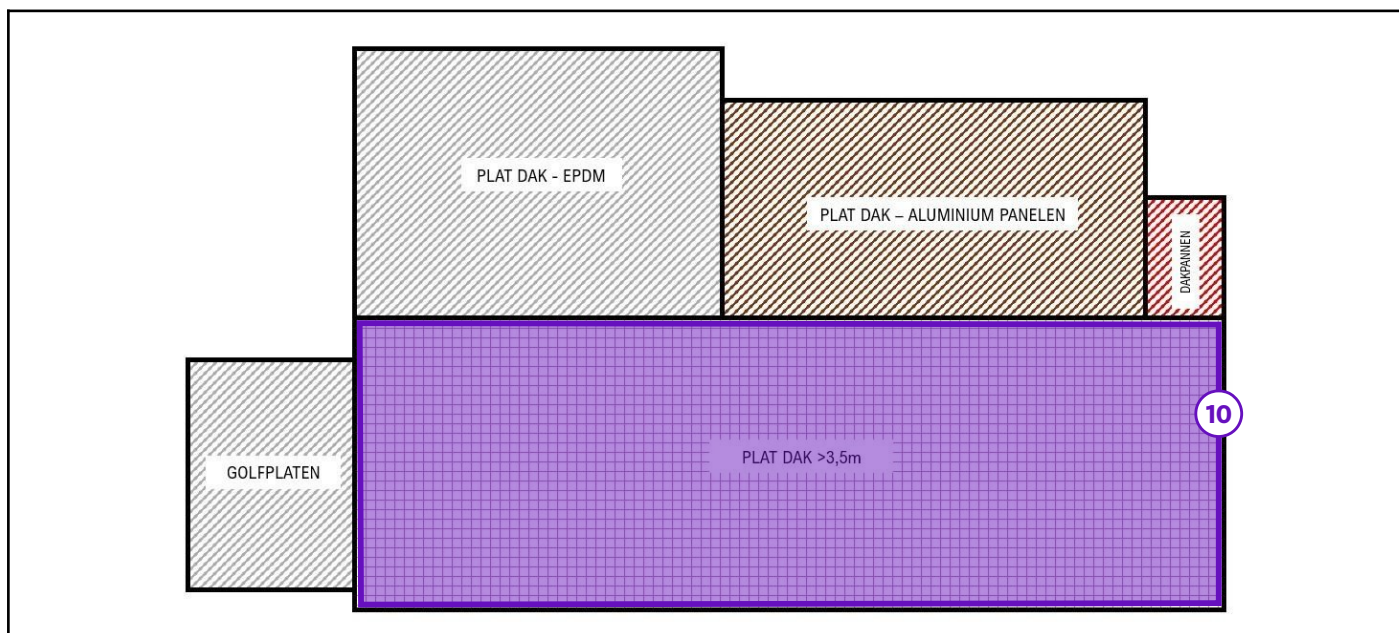 PLAT DAK - EPDM
PLAT DAK – ALUMINIUM PANELEN
DAKPANNEN
10
PLAT DAK >3,5m
GOLFPLATEN